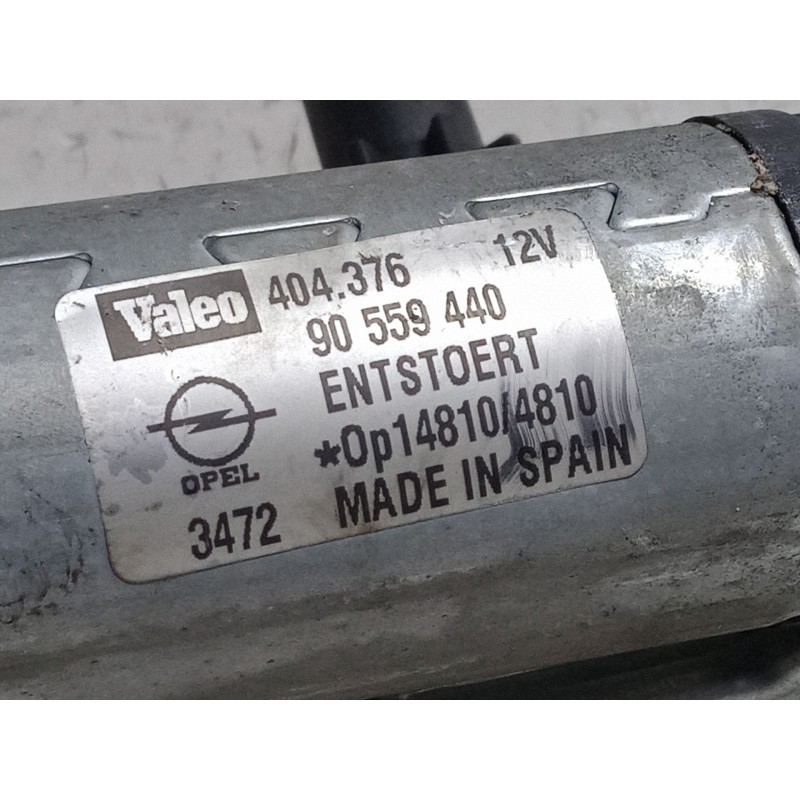 Valeo 404.376 12V
90 559 440
ENTSTOERT
*Op14810/4810
OPEL
3472 MADE IN SPAIN